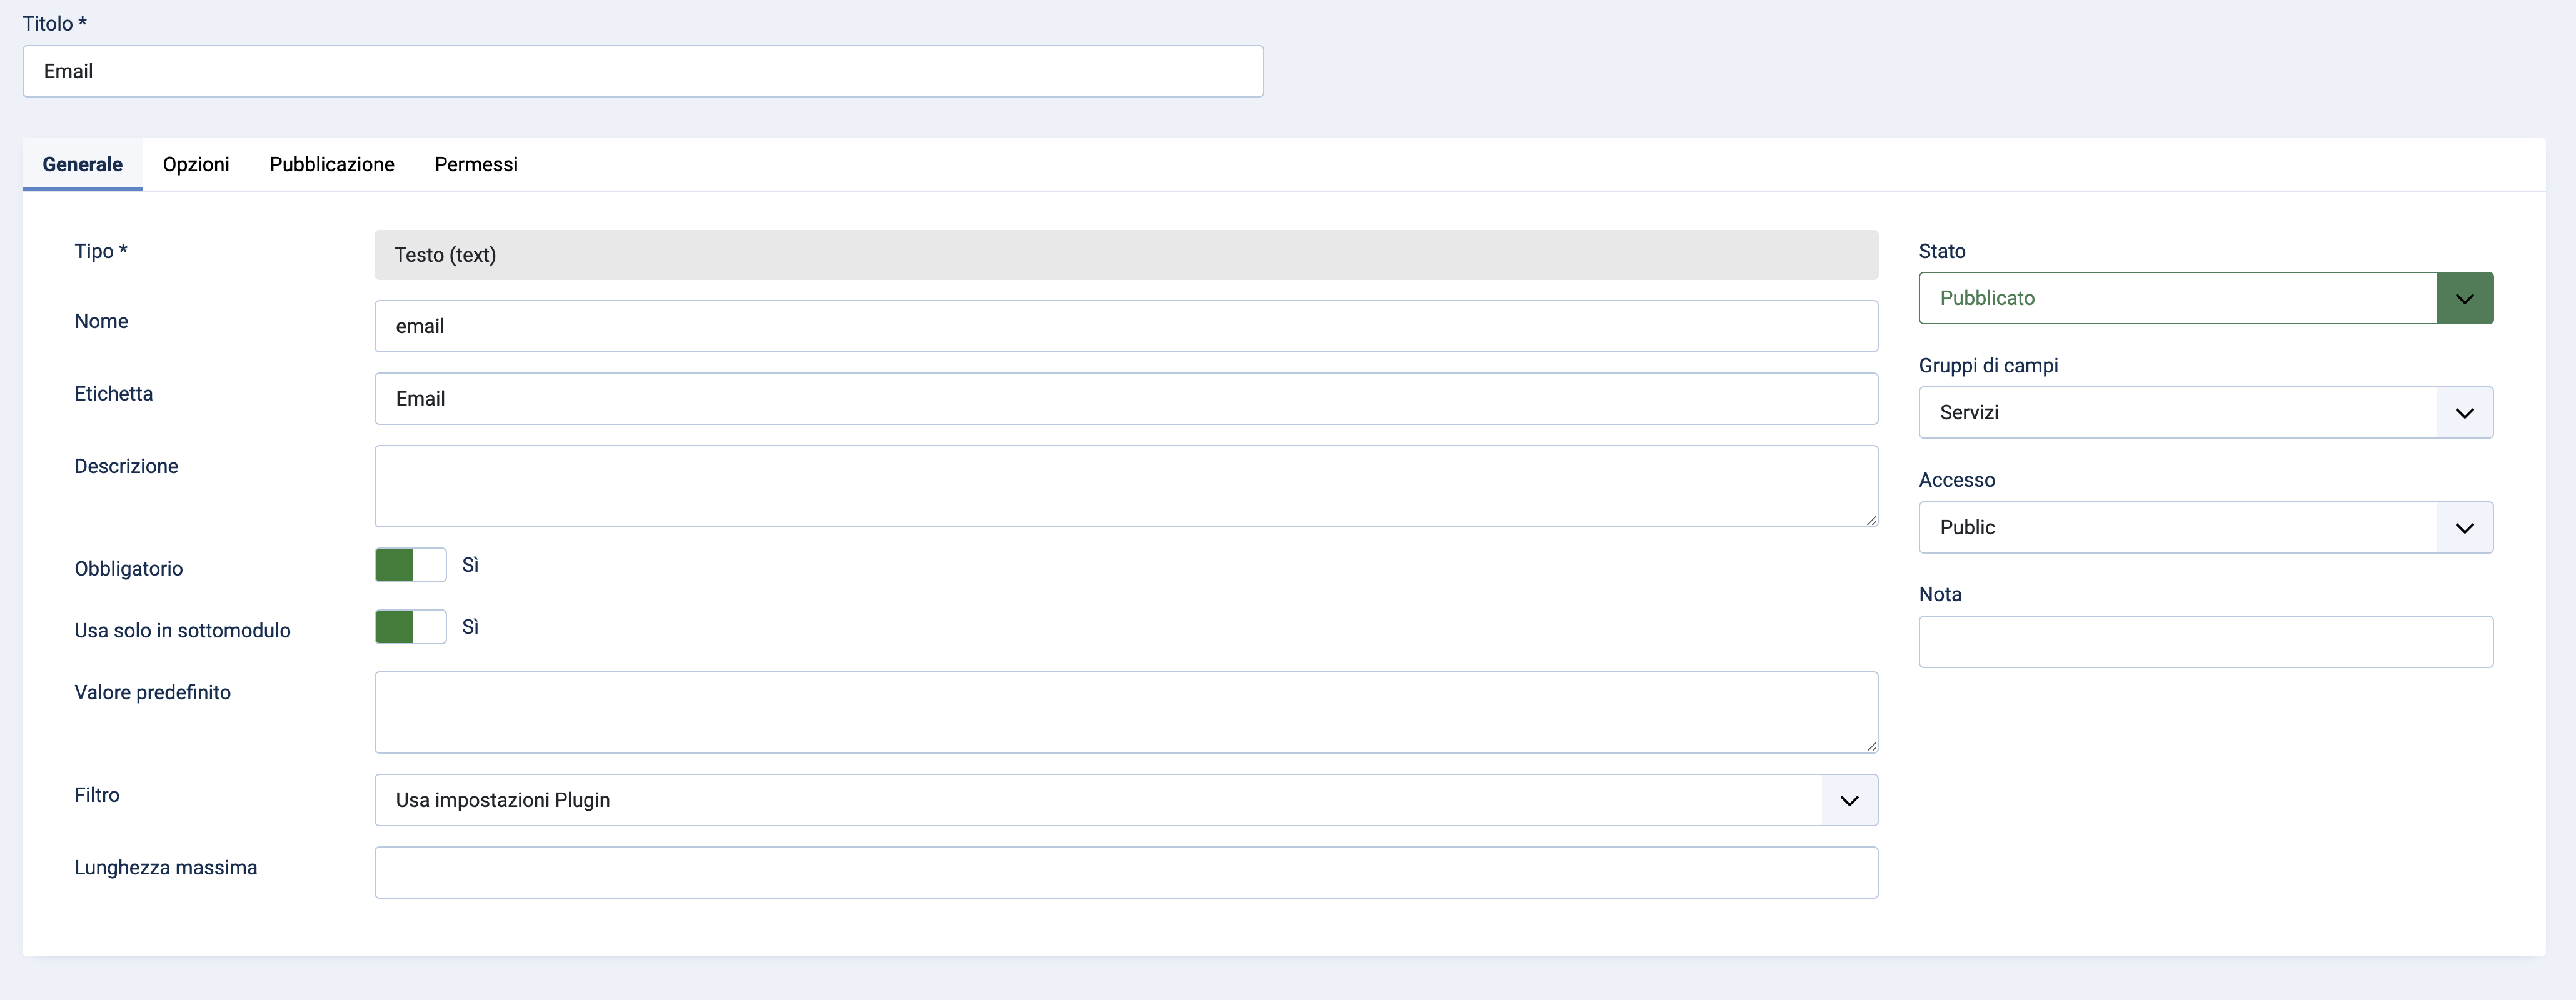 Titolo *
Email
Generale Opzioni Pubblicazione Permessi
Tipo *
Testo (text)
Nome
email
Etichetta
Email
Descrizione
Obbligatorio
Sì
Usa solo in sottomodulo
Sì
Valore predefinito
Filtro
Usa impostazioni Plugin
Lunghezza massima
Stato
Pubblicato
Gruppi di campi
Servizi
Accesso
Public
Nota